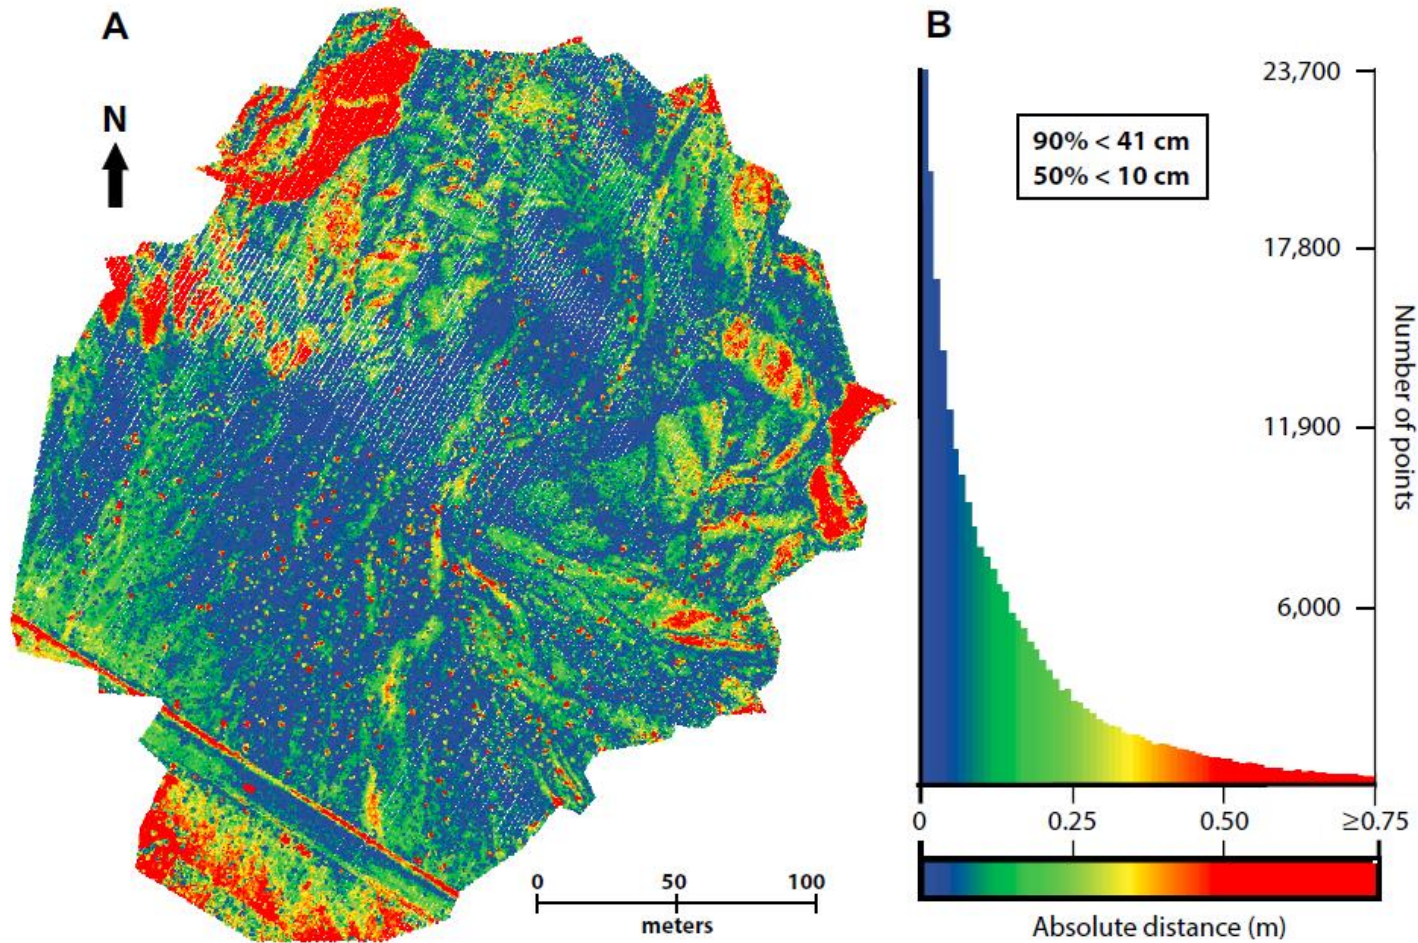 A
N
0 50 100
meters
B
23,700
90% < 41 cm
50% < 10 cm
17,800
11,900
6,000
Number of points
0 0.25 0.50 ≥0.75
Absolute distance (m)